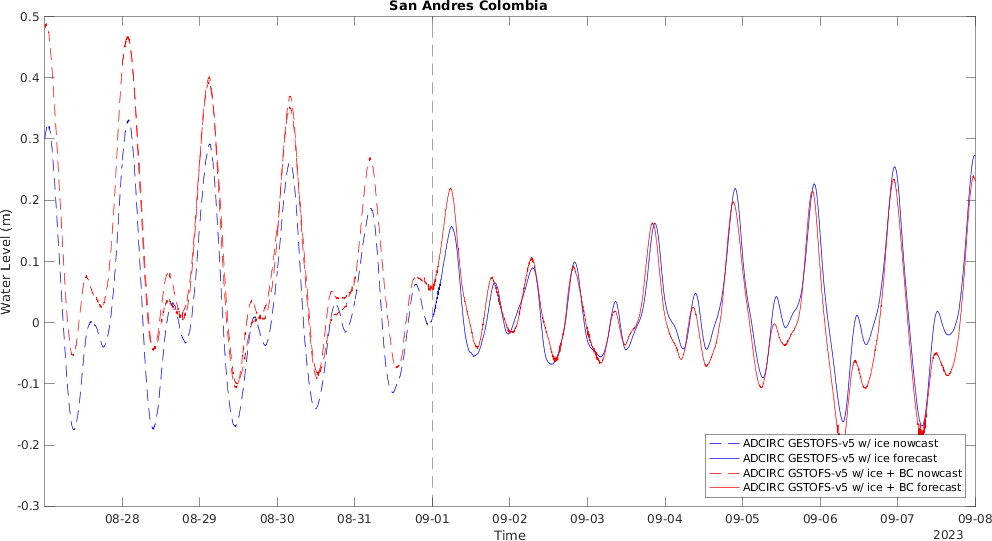 San Andres Colombia
0.5
0.4
0.3
0.2
0.1
0
-0.1
-0.2
-0.3
Water Level (m)
ADCIRC GESTOFS-v5 w/ ice nowcast
ADCIRC GESTOFS-v5 w/ ice forecast
ADCIRC GSTOFS-v5 w/ ice + BC nowcast
ADCIRC GSTOFS-v5 w/ ice + BC forecast
08-28 08-29 08-30 08-31 09-01 09-02 09-03 09-04 09-05 09-06 09-07 09-08
Time
2023